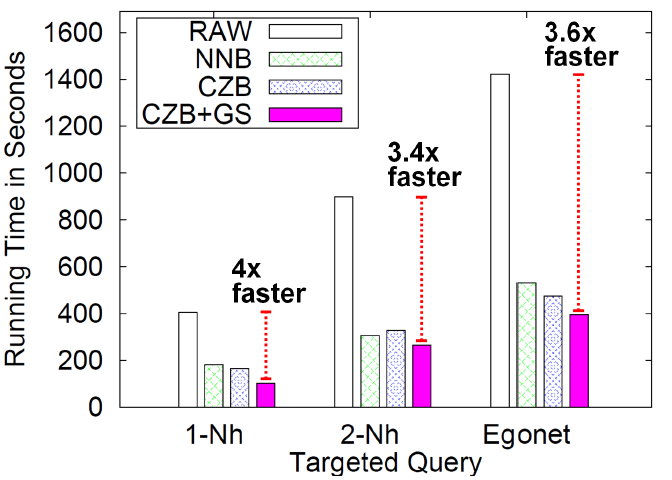 1600
1400
1200
1000
800
600
400
200
0
Running Time in Seconds
RAW
NNB
CZB
CZB+GS
4x
faster
3.4x
faster
3.6x
faster
1-Nh 2-Nh Egonet
Targeted Query